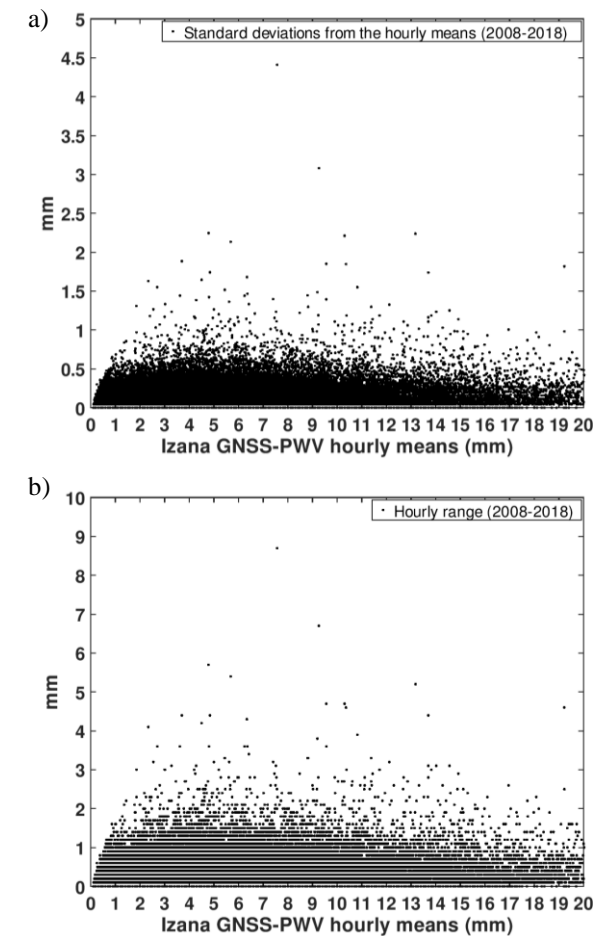 a)
5
4.5
4
3.5
3
2.5
2
1.5
1
0.5
0
mm
Standard deviations from the hourly means (2008-2018)
0 1 2 3 4 5 6 7 8 9 10 11 12 13 14 15 16 17 18 19 20
Izana GNSS-PWV hourly means (mm)
b)
10
9
8
7
6
5
4
3
2
1
0
mm
Hourly range (2008-2018)
0 1 2 3 4 5 6 7 8 9 10 11 12 13 14 15 16 17 18 19 20
Izana GNSS-PWV hourly means (mm)